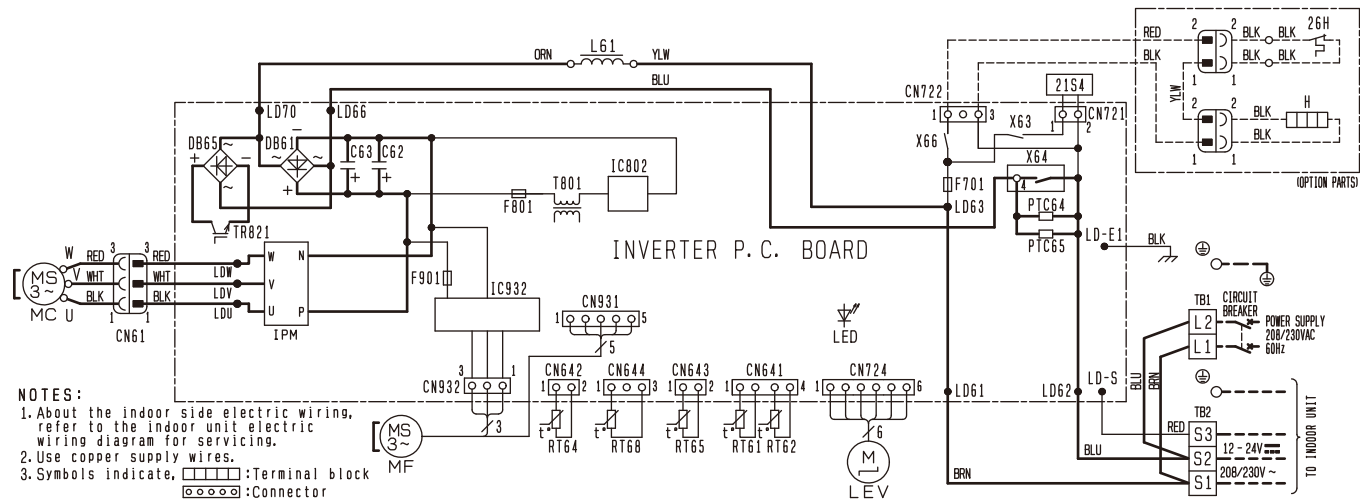 L61
ORN
YLW
BLU
LD70
LD66
DB65
DB61
C63
C62
TR821
F801
T801
IC802
INVERTER P.C. BOARD
CN722
1
3
21S4
CN721
1
2
X63
X66
X64
4
F701
LD63
PTC64
PTC65
LD-E1
BLK
RED
BLK
YLW
2
2
BLK
BLK
26H
BLK
BLK
1
1
2
2
BLK
H
BLK
1
1
(OPTION PARTS)
W
RED
3
3
RED
LDW
W
N
MS
3~
V
WHT
WHT
LDV
V
MC
U
BLK
BLK
LDU
U
P
1
1
CN61
IPM
F901
IC932
CN931
1
5
5
LED
CN932
3
1
3
MS
3~
MF
CN642
1
2
t°
RT64
CN644
1
3
t°
RT68
CN643
1
2
t°
RT65
CN641
1
4
t°
t°
RT61
RT62
CN724
1
6
6
M
LEV
LD61
LD62
LD-S
BRN
BLU
RED
BLU
BRN
TB1
L2
L1
CIRCUIT
BREAKER
POWER SUPPLY
208/230VAC
60Hz
TB2
S3
S2
S1
12-24V
208/230V ~
TO INDOOR UNIT
NOTES:
1. About the indoor side electric wiring,
refer to the indoor unit electric
wiring diagram for servicing.
2. Use copper supply wires.
3. Symbols indicate,
:Terminal block
:Connector